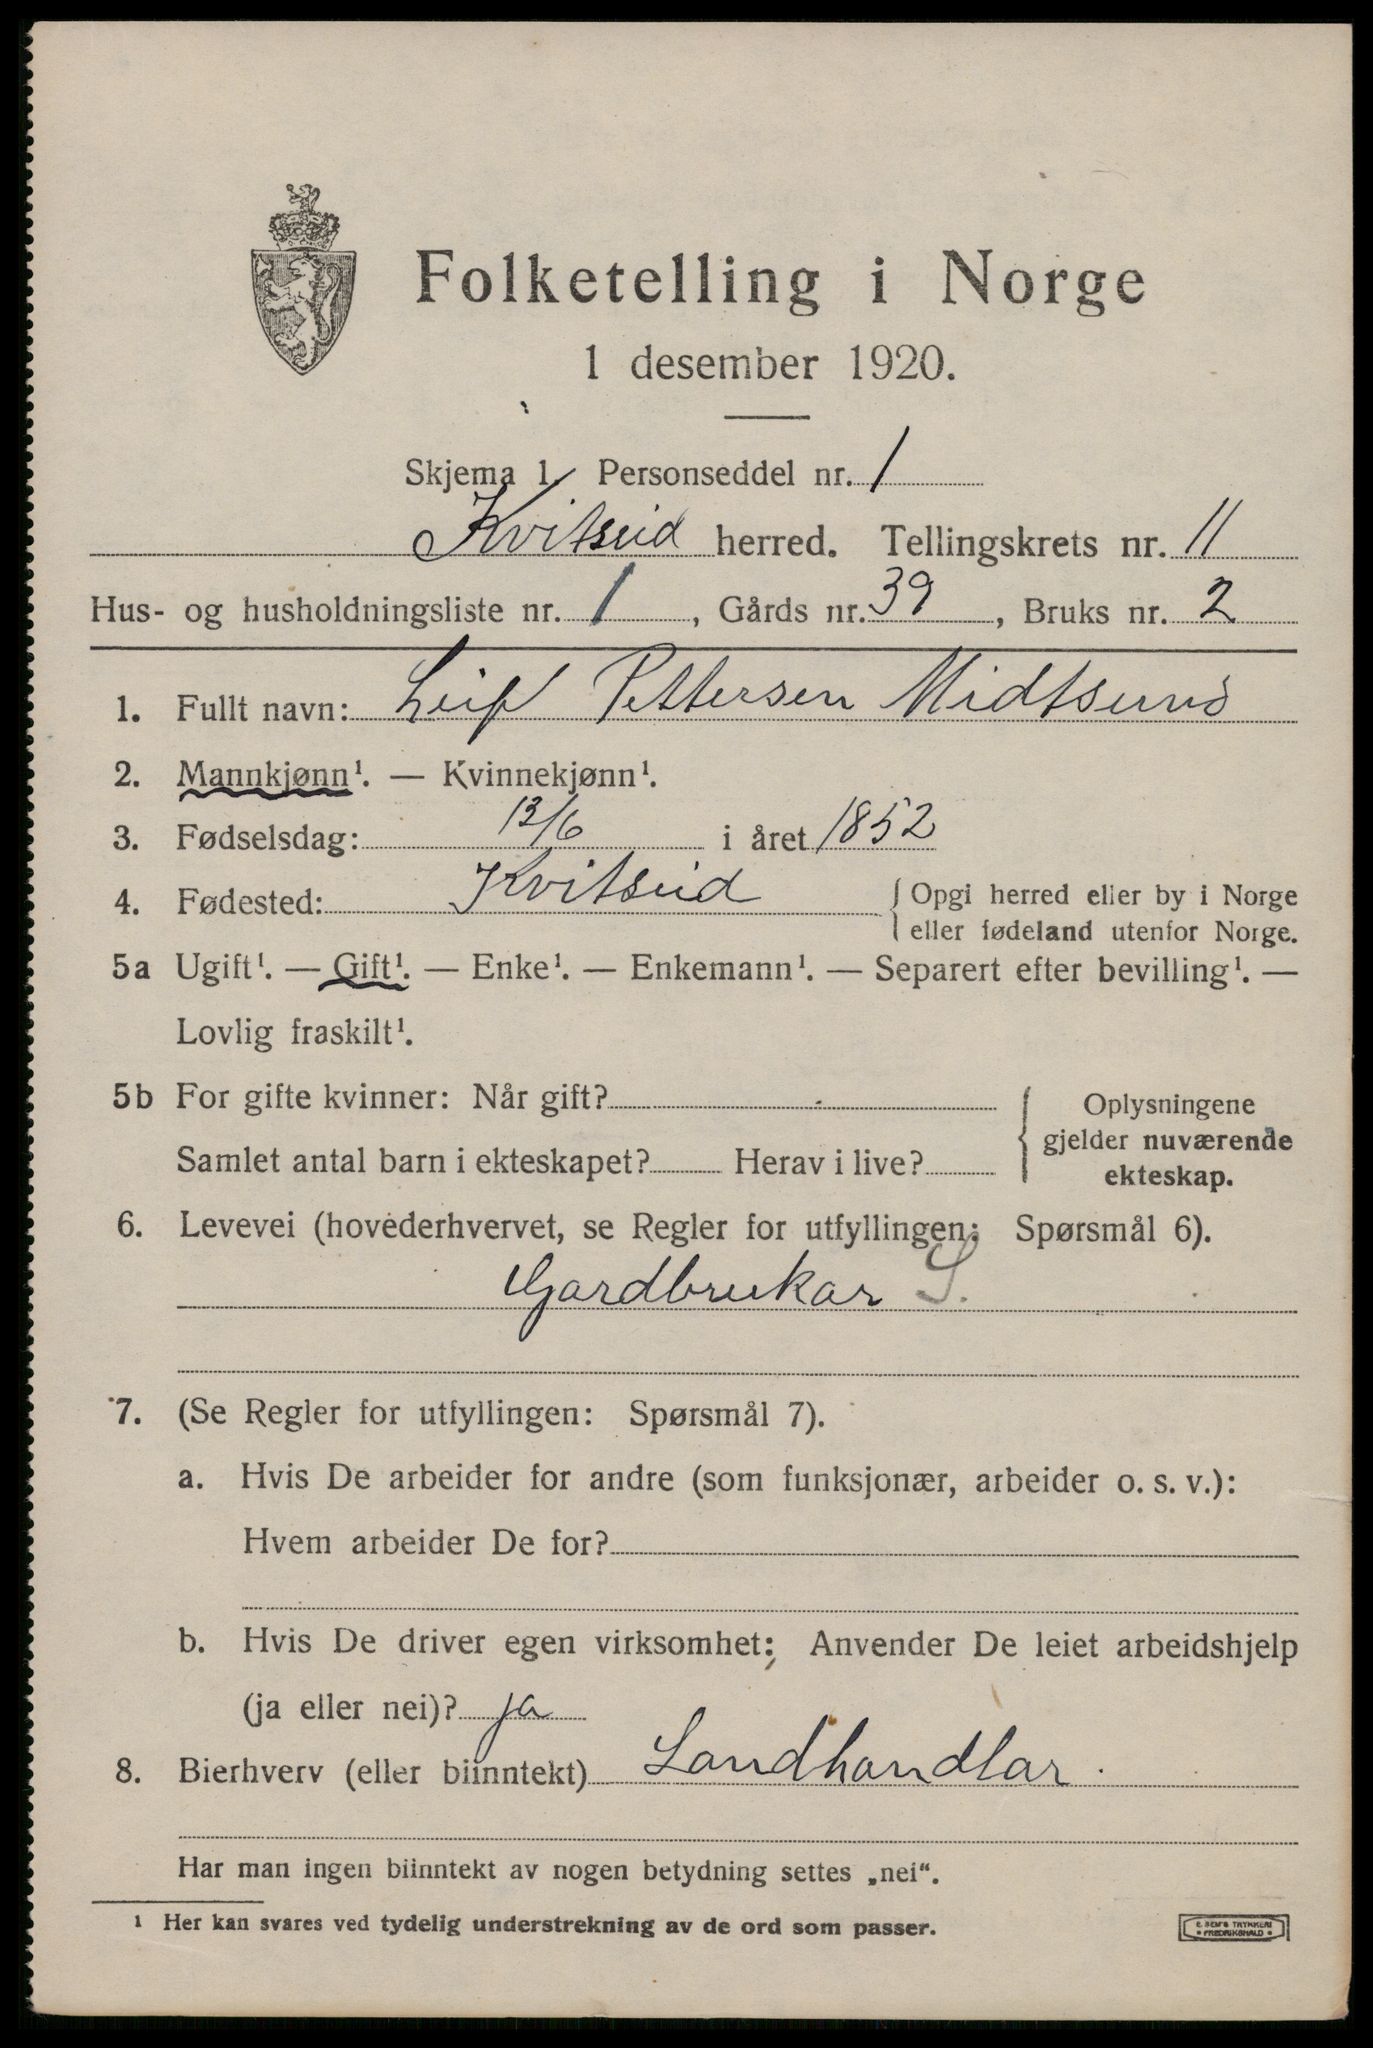 Folketelling i Norge
1 desember 1920.
Skjema 1. Personseddel nr. 1
Kvitseid herred. Tellingskrets nr. 11
Hus- og husholdningsliste nr. 1, Gårds nr. 39, Bruks nr. 2
1. Fullt navn: Leif Pettersen Midtsund
2. Mannkjønn¹. — Kvinnekjønn¹.
3. Fødselsdag: 13/6 i året 1852
4. Fødested: Kvitseid { Opgi herred eller by i Norge
eller fødeland utenfor Norge.
5a Ugift¹. — Gift¹. — Enke¹. — Enkemann¹. — Separert efter bevilling¹. —
Lovlig fraskilt¹.
5b For gifte kvinner: Når gift?
Samlet antal barn i ekteskapet? Herav i live?
{ Oplysningene
gjelder nuværende
ekteskap.
6. Levevei (hovederhvervet, se Regler for utfyllingen: Spørsmål 6).
Gardbrukar S.
7. (Se Regler for utfyllingen: Spørsmål 7).
a. Hvis De arbeider for andre (som funksjonær, arbeider o. s. v.):
Hvem arbeider De for?
b. Hvis De driver egen virksomhet: Anvender De leiet arbeidshjelp
(ja eller nei)? ja
8. Bierhverv (eller biinntekt) Landhandlar.
Har man ingen biinntekt av nogen betydning settes „nei“.
¹ Her kan svares ved tydelig understrekning av de ord som passer.
E. SEM'S TRYKKERI
FREDRIKSHALD